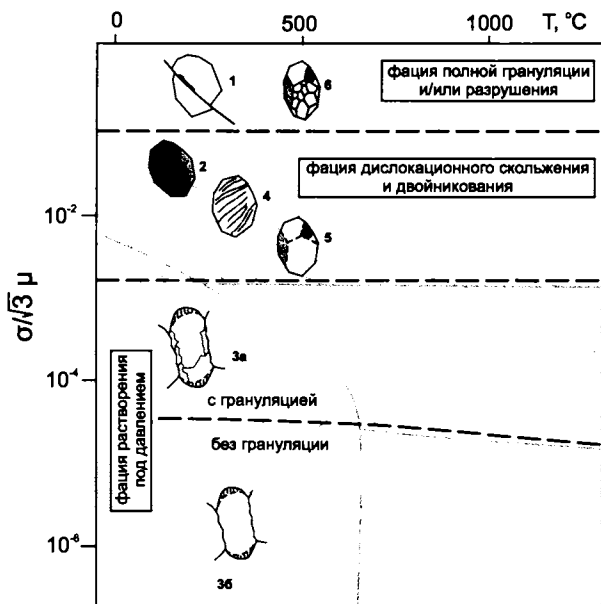 0 500 1000 T, °C
фация полной грануляции
и/или разрушения
1
6
фация дислокационного скольжения
и двойникования
2
4
5
10⁻²
σ/√3 μ
3а
10⁻⁴
с грануляцией
без грануляции
фация растворения
под давлением
10⁻⁶
3б